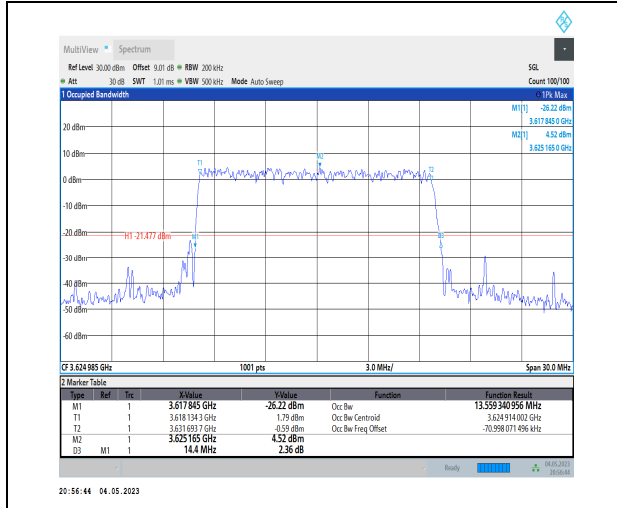 MultiView Spectrum
Ref Level 30.00 dBm Offset 9.01 dB RBW 200 kHz SGL
Att 30 dB SWT 1.01 ms VBW 500 kHz Mode Auto Sweep Count 100/100
1 Occupied Bandwidth 1Pk Max
M1[1] -26.22 dBm
3.617 845 0 GHz
M2[1] 4.52 dBm
3.625 165 0 GHz
20 dBm
10 dBm
M2
T1 T2
0 dBm
-10 dBm
-20 dBm
H1 -21.477 dBm M1 D3
-30 dBm
-40 dBm
-50 dBm
-60 dBm
CF 3.624 985 GHz 1001 pts 3.0 MHz/ Span 30.0 MHz
2 Marker Table
Type Ref Trc X-Value Y-Value Function Function Result
M1 1 3.617845 GHz -26.22 dBm Occ Bw 13.559 340 956 MHz
T1 1 3.618 134 3 GHz 1.79 dBm Occ Bw Centroid 3.624 914 002 GHz
T2 1 3.631 693 7 GHz -0.59 dBm Occ Bw Freq Offset -70.998 071 496 kHz
M2 1 3.625165 GHz 4.52 dBm
D3 M1 1 14.4 MHz 2.36 dB
Ready 04.05.2023
20:56:44
20:56:44 04.05.2023